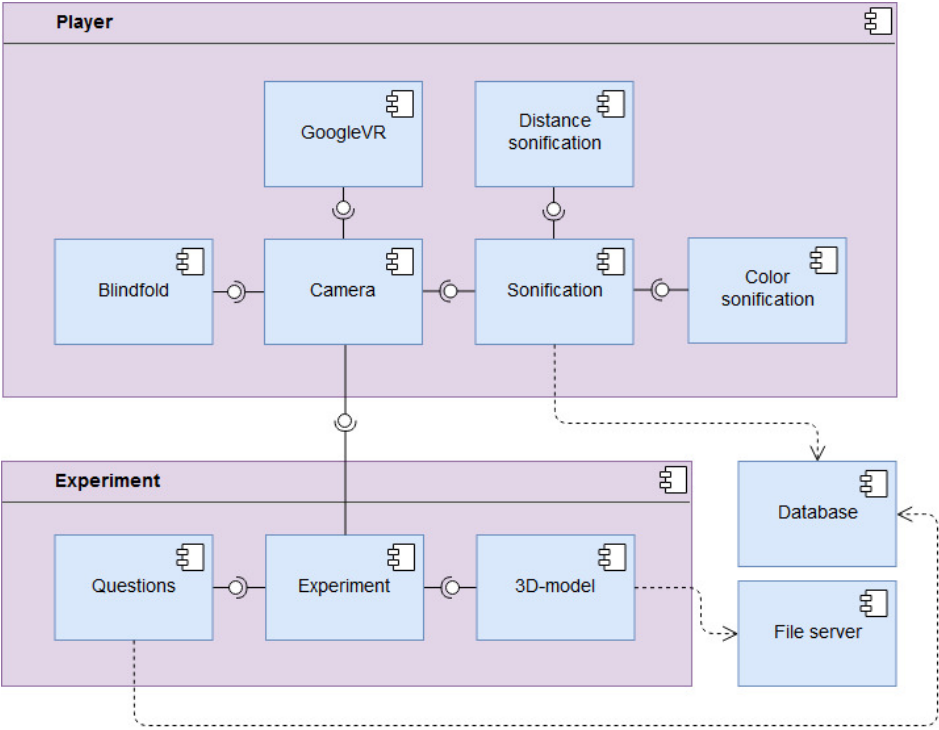 Player
GoogleVR
Distance
sonification
Blindfold
Camera
Sonification
Color
sonification
Experiment
Database
Questions
Experiment
3D-model
File server